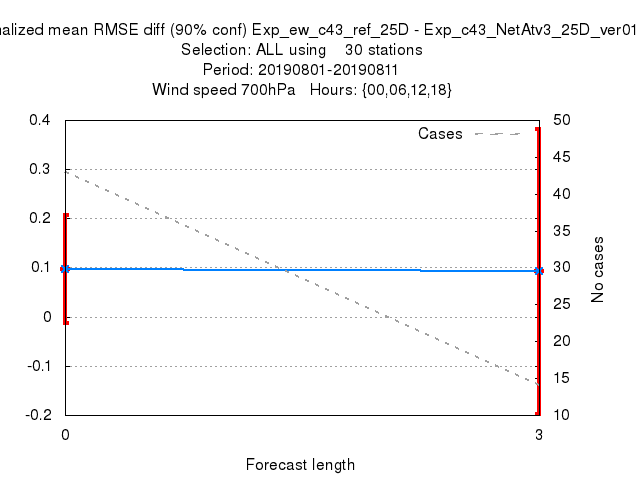 nalized mean RMSE diff (90% conf) Exp_ew_c43_ref_25D - Exp_c43_NetAtv3_25D_ver01
Selection: ALL using 30 stations
Period: 20190801-20190811
Wind speed 700hPa Hours: {00,06,12,18}
Cases
0.4
0.3
0.2
0.1
0
-0.1
-0.2
50
45
40
35
30
25
20
15
10
No cases
0
3
Forecast length